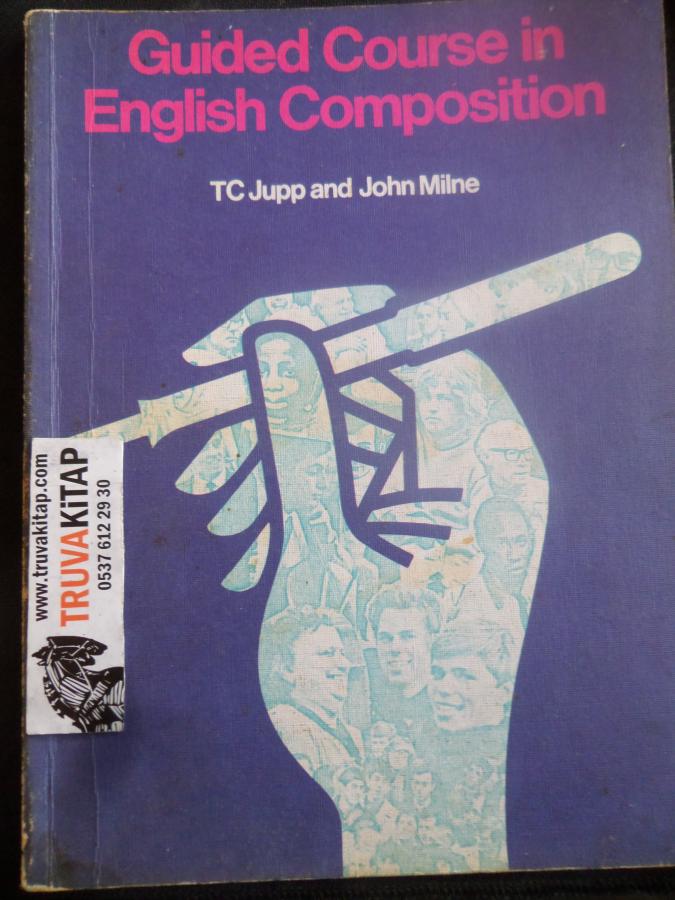 Guided Course in
English Composition
TC Jupp and John Milne
www.truvakitap.com
TRUVAKiTAP
0537 612 29 30